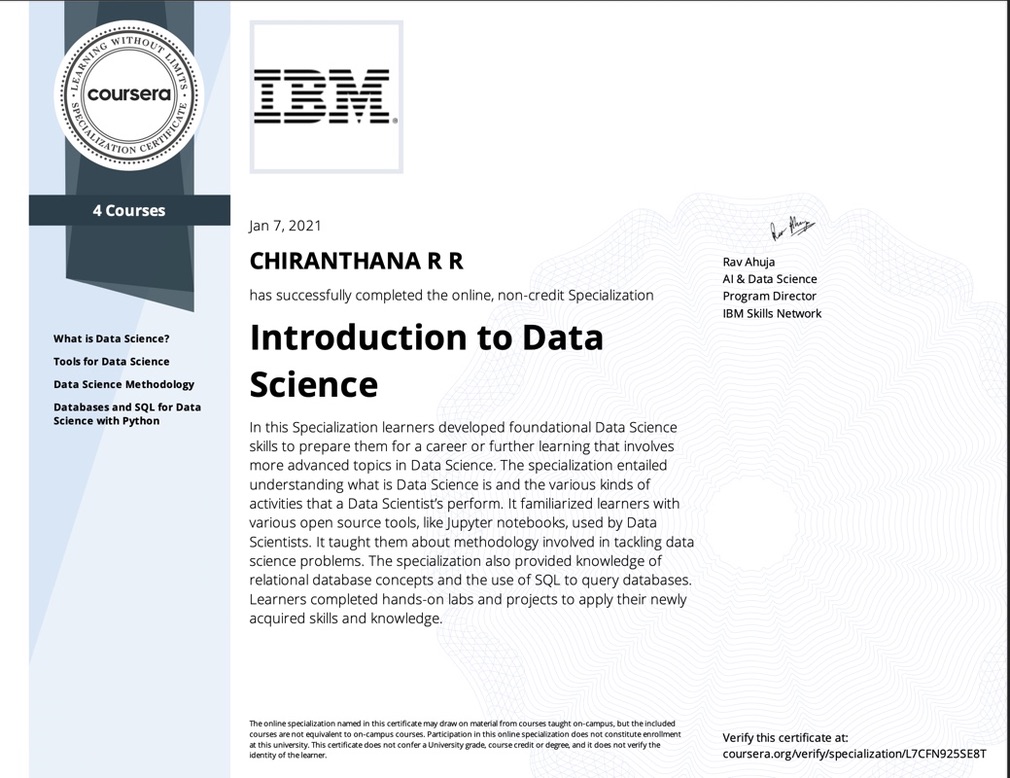 LEARNING WITHOUT LIMITS
coursera
SPECIALIZATION CERTIFICATE
IBM®
4 Courses
What is Data Science?
Tools for Data Science
Data Science Methodology
Databases and SQL for Data
Science with Python
Jan 7, 2021
CHIRANTHANA R R
has successfully completed the online, non-credit Specialization
Introduction to Data
Science
In this Specialization learners developed foundational Data Science
skills to prepare them for a career or further learning that involves
more advanced topics in Data Science. The specialization entailed
understanding what is Data Science is and the various kinds of
activities that a Data Scientist’s perform. It familiarized learners with
various open source tools, like Jupyter notebooks, used by Data
Scientists. It taught them about methodology involved in tackling data
science problems. The specialization also provided knowledge of
relational database concepts and the use of SQL to query databases.
Learners completed hands-on labs and projects to apply their newly
acquired skills and knowledge.
Rav Ahuja
Rav Ahuja
AI & Data Science
Program Director
IBM Skills Network
The online specialization named in this certificate may draw on material from courses taught on-campus, but the included
courses are not equivalent to on-campus courses. Participation in this online specialization does not constitute enrollment
at this university. This certificate does not confer a University grade, course credit or degree, and it does not verify the
identity of the learner.
Verify this certificate at:
coursera.org/verify/specialization/L7CFN925SE8T